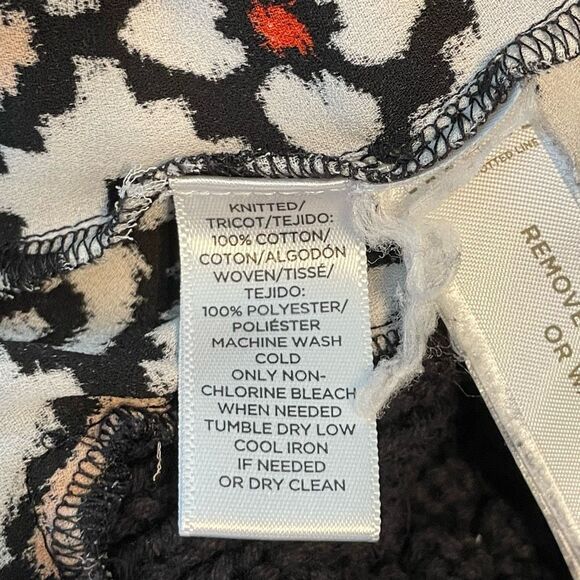 KNITTED/
TRICOT/TEJIDO:
100% COTTON/
COTON/ALGODÓN
WOVEN/TISSÉ/
TEJIDO:
100% POLYESTER/
POLIÉSTER
MACHINE WASH
COLD
ONLY NON-
CHLORINE BLEACH
WHEN NEEDED
TUMBLE DRY LOW
COOL IRON
IF NEEDED
OR DRY CLEAN
LINE
REMOVE
OR